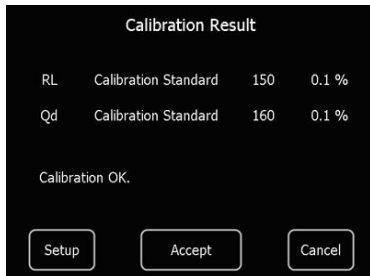 Calibration Result
RL Calibration Standard 150 0.1 %
Qd Calibration Standard 160 0.1 %
Calibration OK.
Setup Accept Cancel